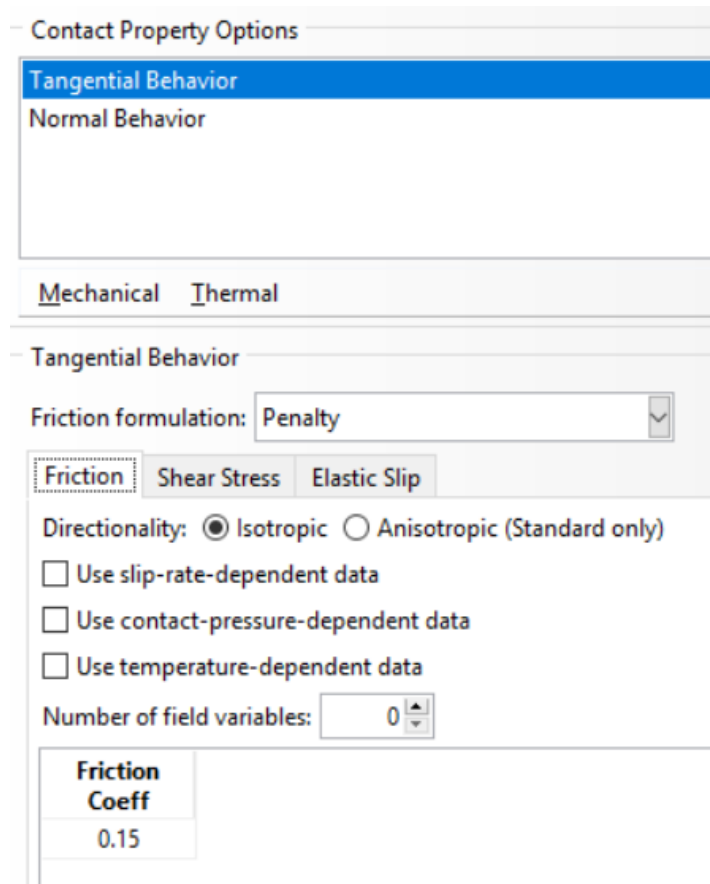 Contact Property Options
Tangential Behavior
Normal Behavior
Mechanical Thermal
Tangential Behavior
Friction formulation: Penalty
Friction Shear Stress Elastic Slip
Directionality: Isotropic Anisotropic (Standard only)
Use slip-rate-dependent data
Use contact-pressure-dependent data
Use temperature-dependent data
Number of field variables: 0
Friction
Coeff
0.15